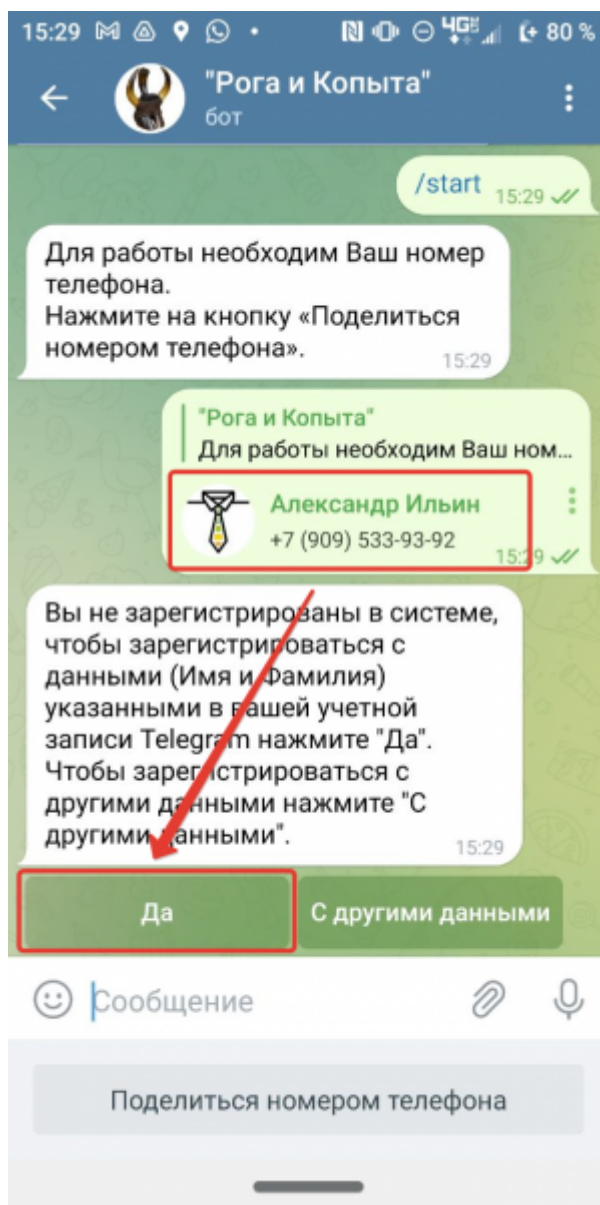 15:29 4G 80 %
"Рога и Копыта"
бот
/start 15:29
Для работы необходим Ваш номер
телефона.
Нажмите на кнопку «Поделиться
номером телефона».
15:29
"Рога и Копыта"
Для работы необходим Ваш ном...
Александр Ильин
+7 (909) 533-93-92
15:29
Вы не зарегистрированы в системе,
чтобы зарегистрироваться с
данными (Имя и Фамилия)
указанными в вашей учетной
записи Telegram нажмите "Да".
Чтобы зарегистрироваться с
другими данными нажмите "С
другими данными".
15:29
Да С другими данными
Сообщение
Поделиться номером телефона